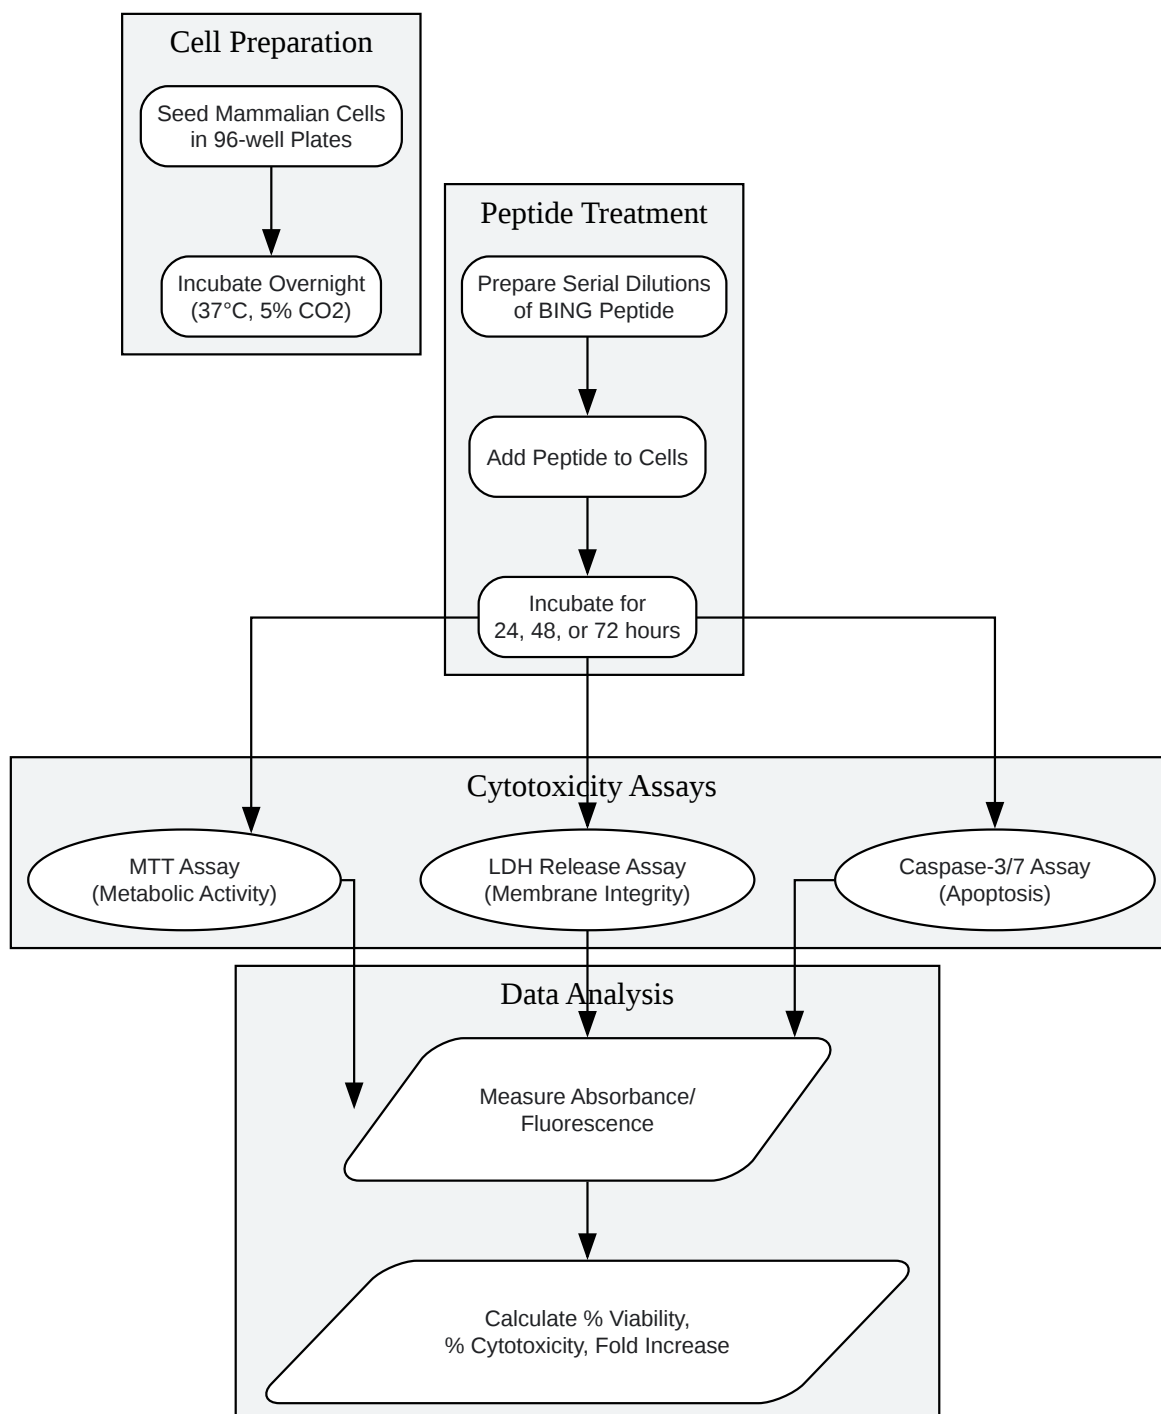 Cell Preparation
Seed Mammalian Cells
in 96-well Plates
Incubate Overnight
(37°C, 5% CO2)
Peptide Treatment
Prepare Serial Dilutions
of BING Peptide
Add Peptide to Cells
Incubate for
24, 48, or 72 hours
Cytotoxicity Assays
MTT Assay
(Metabolic Activity)
LDH Release Assay
(Membrane Integrity)
Caspase-3/7 Assay
(Apoptosis)
Data Analysis
Measure Absorbance/
Fluorescence
Calculate % Viability,
% Cytotoxicity, Fold Increase